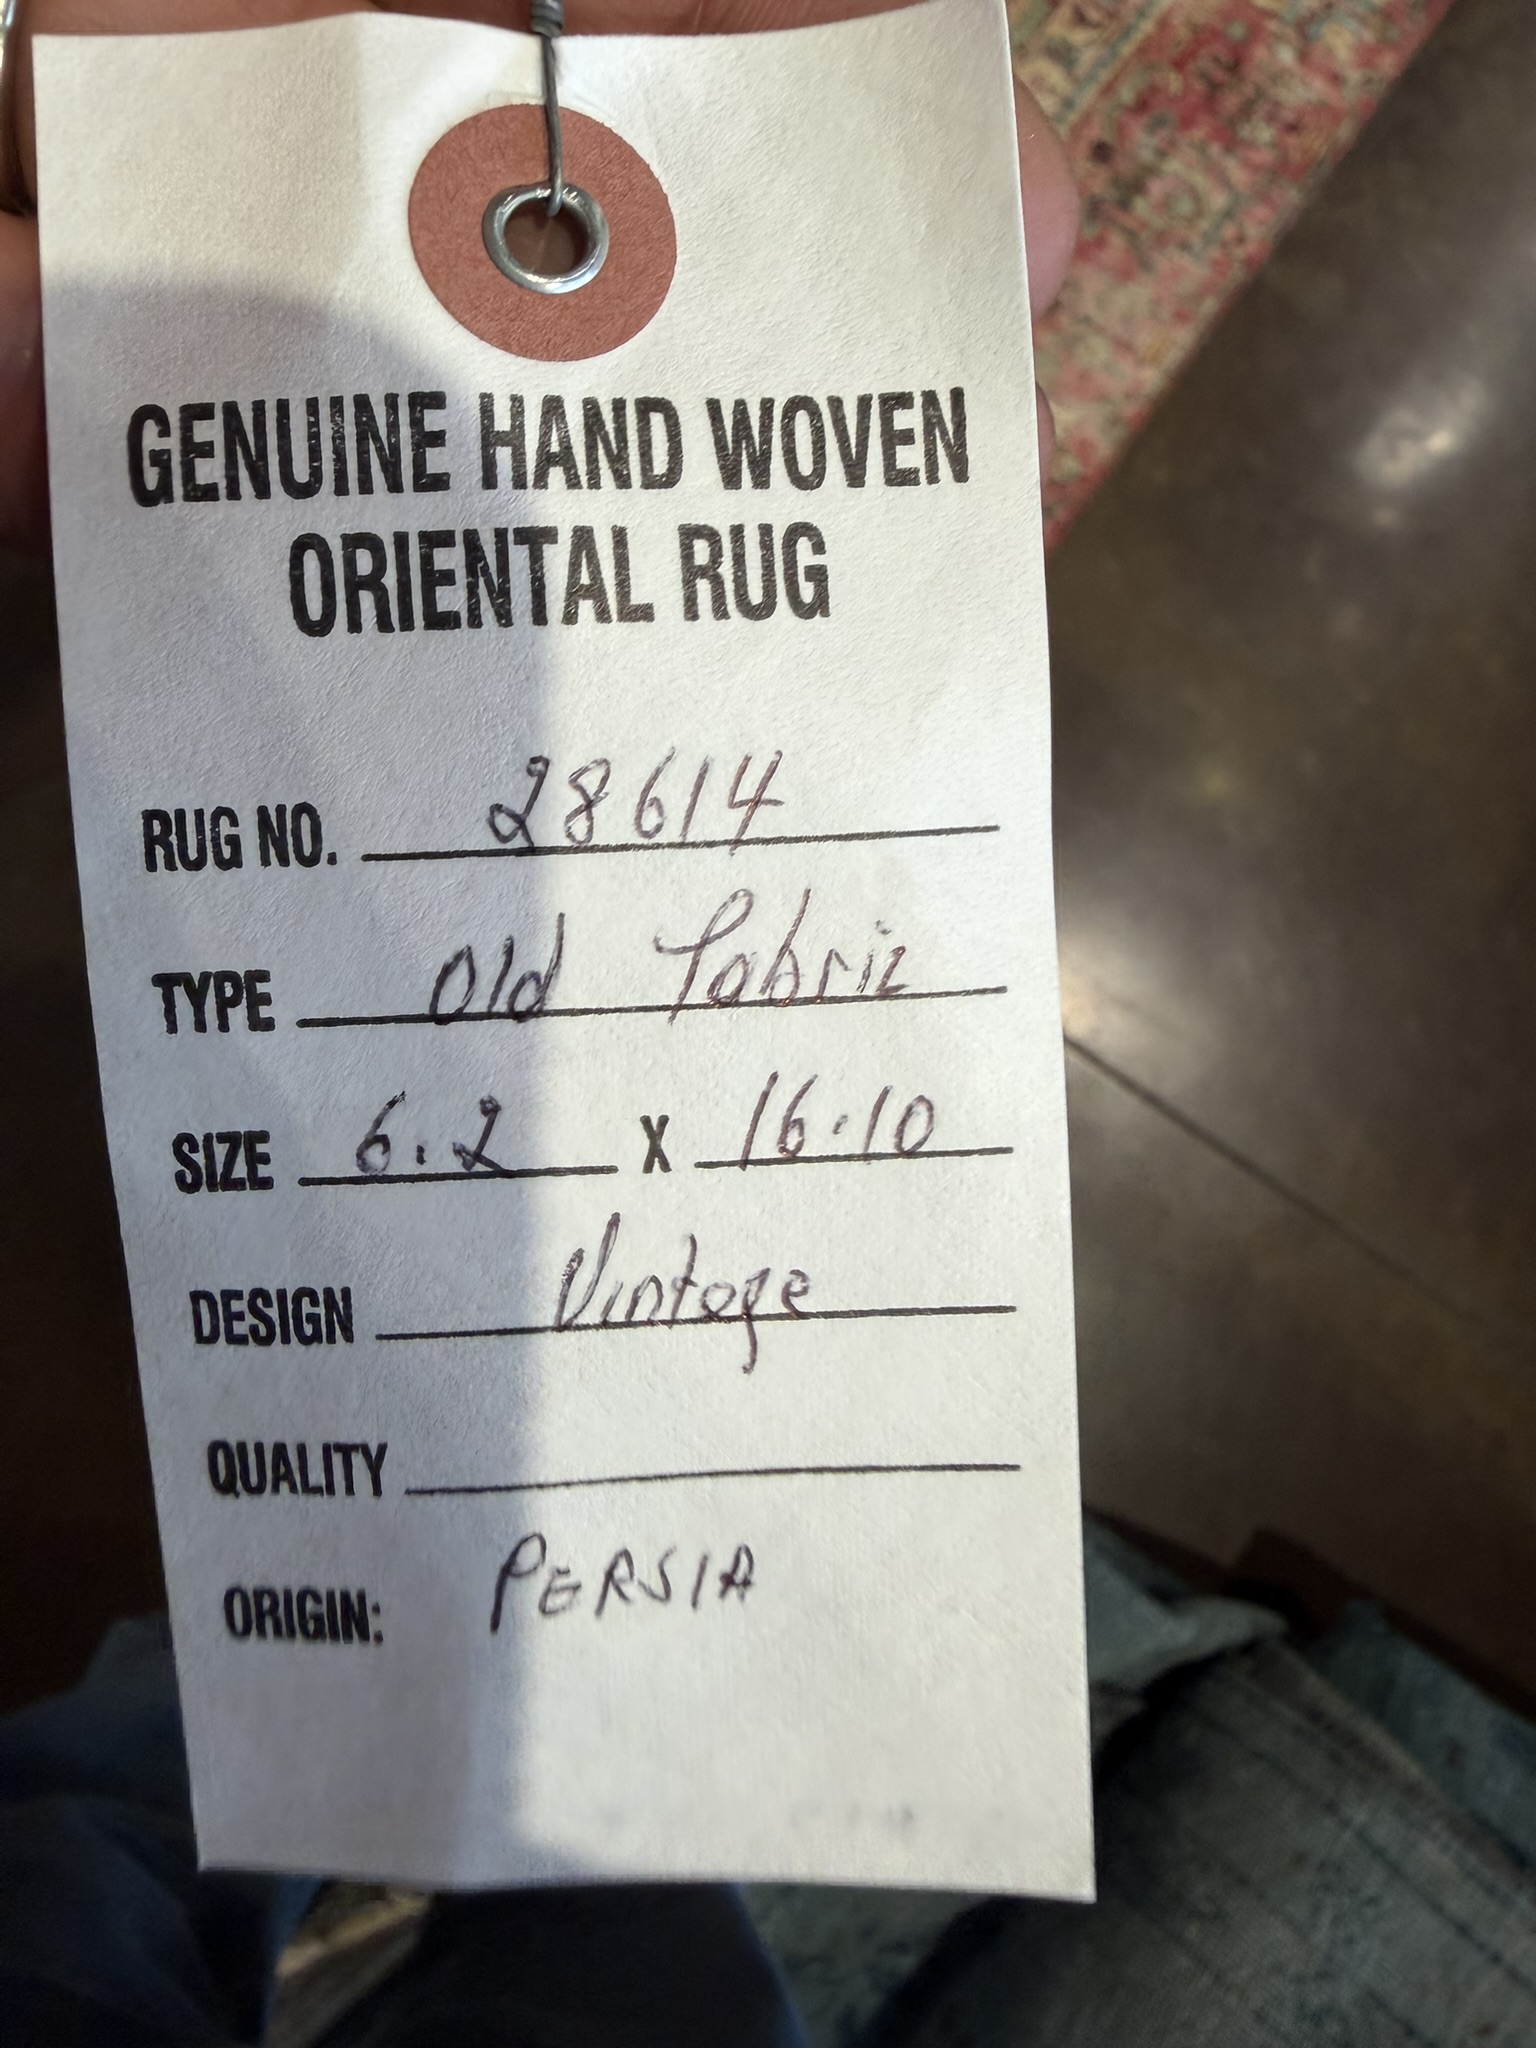 GENUINE HAND WOVEN
ORIENTAL RUG
RUG NO. 28614
TYPE Old Tabriz
SIZE 6.2 X 16.10
DESIGN Vintage
QUALITY
ORIGIN: PERSIA